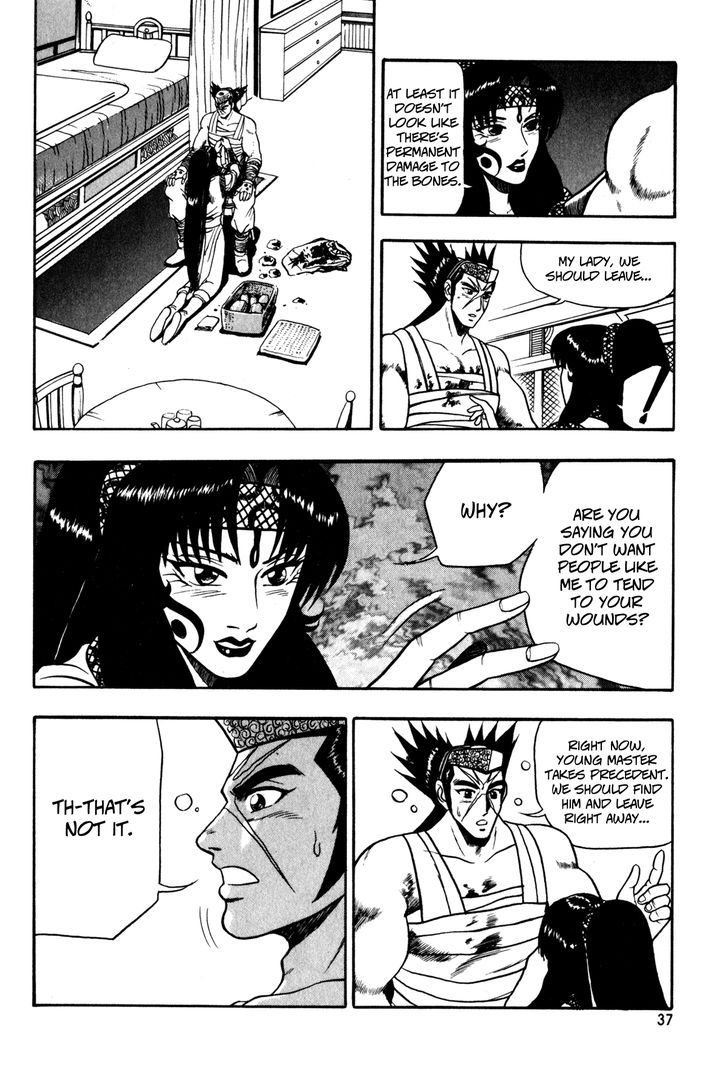 AT LEAST IT
DOESN'T
LOOK LIKE
THERE'S
PERMANENT
DAMAGE TO
THE BONES.
MY LADY, WE
SHOULD LEAVE...
WHY?
ARE YOU
SAYING YOU
DON'T WANT
PEOPLE LIKE
ME TO TEND
TO YOUR
WOUNDS?
TH-THAT'S
NOT IT.
RIGHT NOW,
YOUNG MASTER
TAKES PRECEDENT.
WE SHOULD FIND
HIM AND LEAVE
RIGHT AWAY...
37